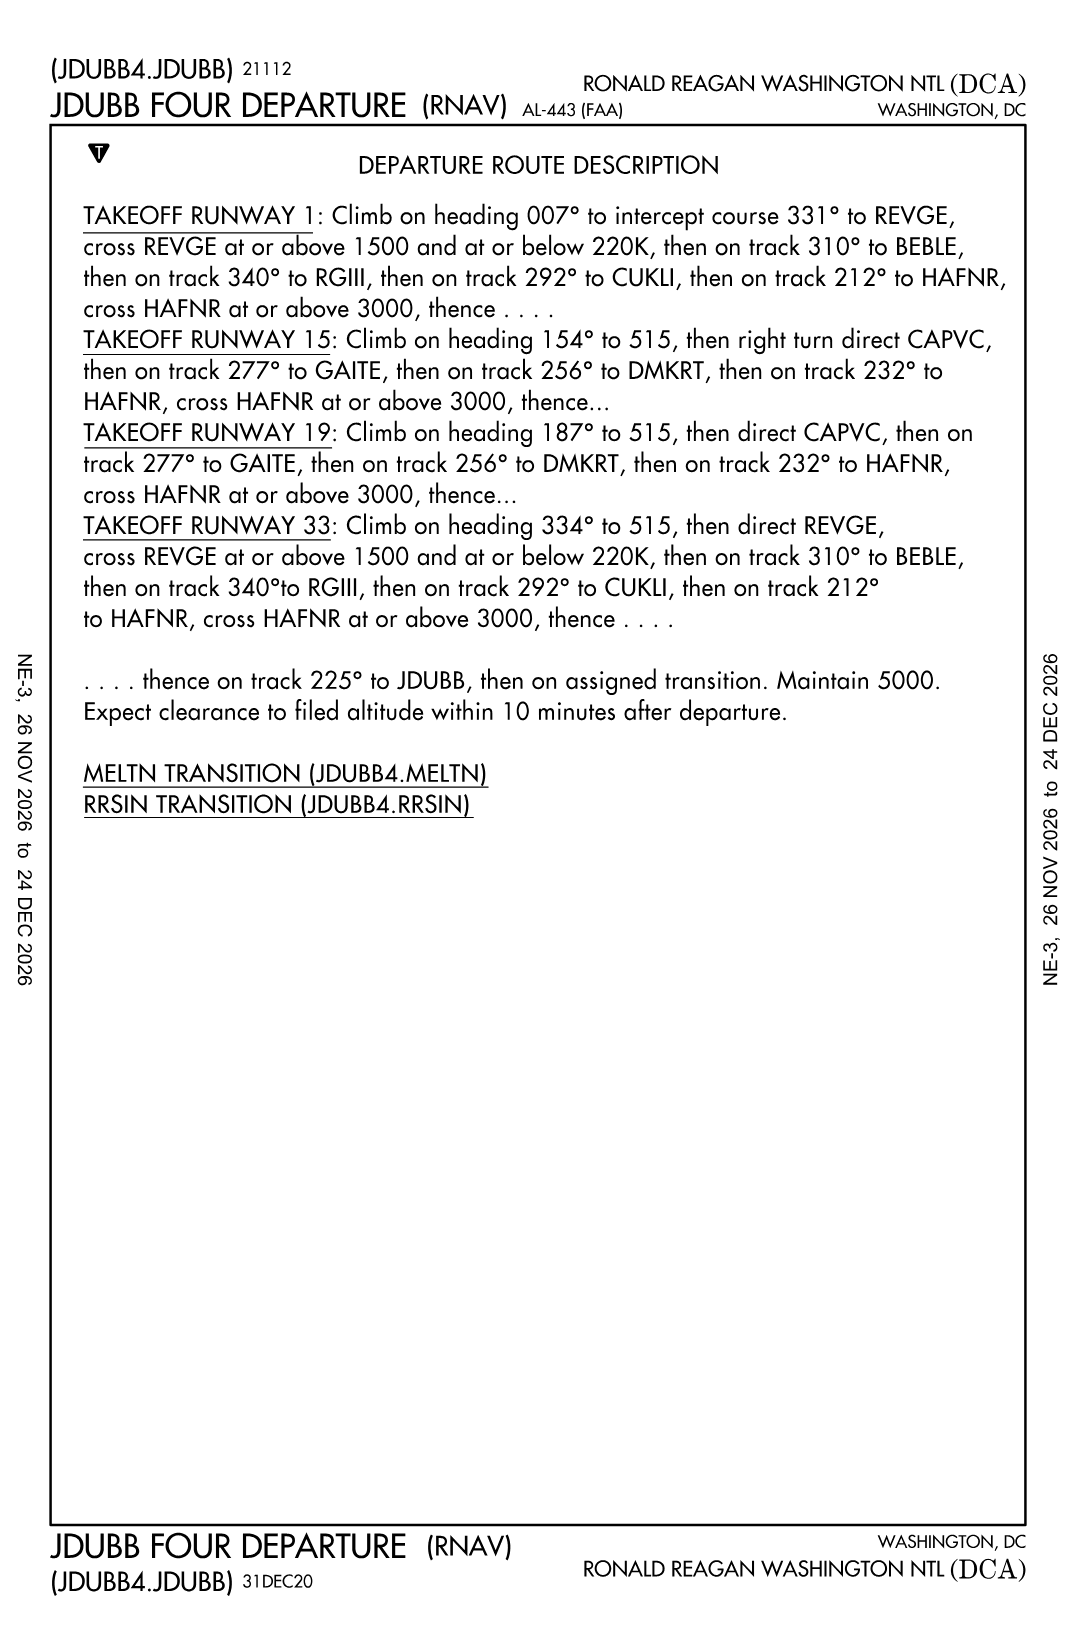 (JDUBB4.JDUBB) 21112
JDUBB FOUR DEPARTURE (RNAV) AL-443 (FAA)
RONALD REAGAN WASHINGTON NTL (DCA)
WASHINGTON, DC
T
DEPARTURE ROUTE DESCRIPTION
TAKEOFF RUNWAY 1: Climb on heading 007° to intercept course 331° to REVGE,
cross REVGE at or above 1500 and at or below 220K, then on track 310° to BEBLE,
then on track 340° to RGIII, then on track 292° to CUKLI, then on track 212° to HAFNR,
cross HAFNR at or above 3000, thence . . . .
TAKEOFF RUNWAY 15: Climb on heading 154° to 515, then right turn direct CAPVC,
then on track 277° to GAITE, then on track 256° to DMKRT, then on track 232° to
HAFNR, cross HAFNR at or above 3000, thence...
TAKEOFF RUNWAY 19: Climb on heading 187° to 515, then direct CAPVC, then on
track 277° to GAITE, then on track 256° to DMKRT, then on track 232° to HAFNR,
cross HAFNR at or above 3000, thence...
TAKEOFF RUNWAY 33: Climb on heading 334° to 515, then direct REVGE,
cross REVGE at or above 1500 and at or below 220K, then on track 310° to BEBLE,
then on track 340°to RGIII, then on track 292° to CUKLI, then on track 212°
to HAFNR, cross HAFNR at or above 3000, thence . . . .
. . . . thence on track 225° to JDUBB, then on assigned transition. Maintain 5000.
Expect clearance to filed altitude within 10 minutes after departure.
MELTN TRANSITION (JDUBB4.MELTN)
RRSIN TRANSITION (JDUBB4.RRSIN)
NE-3, 26 NOV 2026 to 24 DEC 2026
NE-3, 26 NOV 2026 to 24 DEC 2026
JDUBB FOUR DEPARTURE (RNAV)
(JDUBB4.JDUBB) 31DEC20
WASHINGTON, DC
RONALD REAGAN WASHINGTON NTL (DCA)